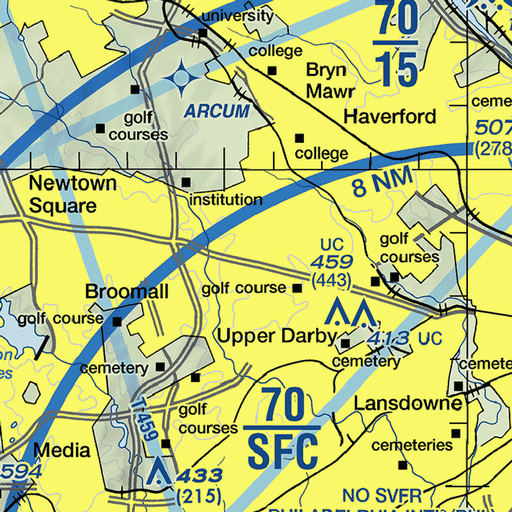 university
college
70
15
Bryn
Mawr
ARCUM
golf
courses
Haverford
ceme
507
(278
college
8 NM
Newtown
Square
institution
UC
459
(443)
golf
courses
Broomall
golf course
golf course
Upper Darby
413 UC
cemetery
cemetery
cemete
T-459
70
SFC
golf
courses
Lansdowne
Media
cemeteries
594
433
(215)
NO SVFR